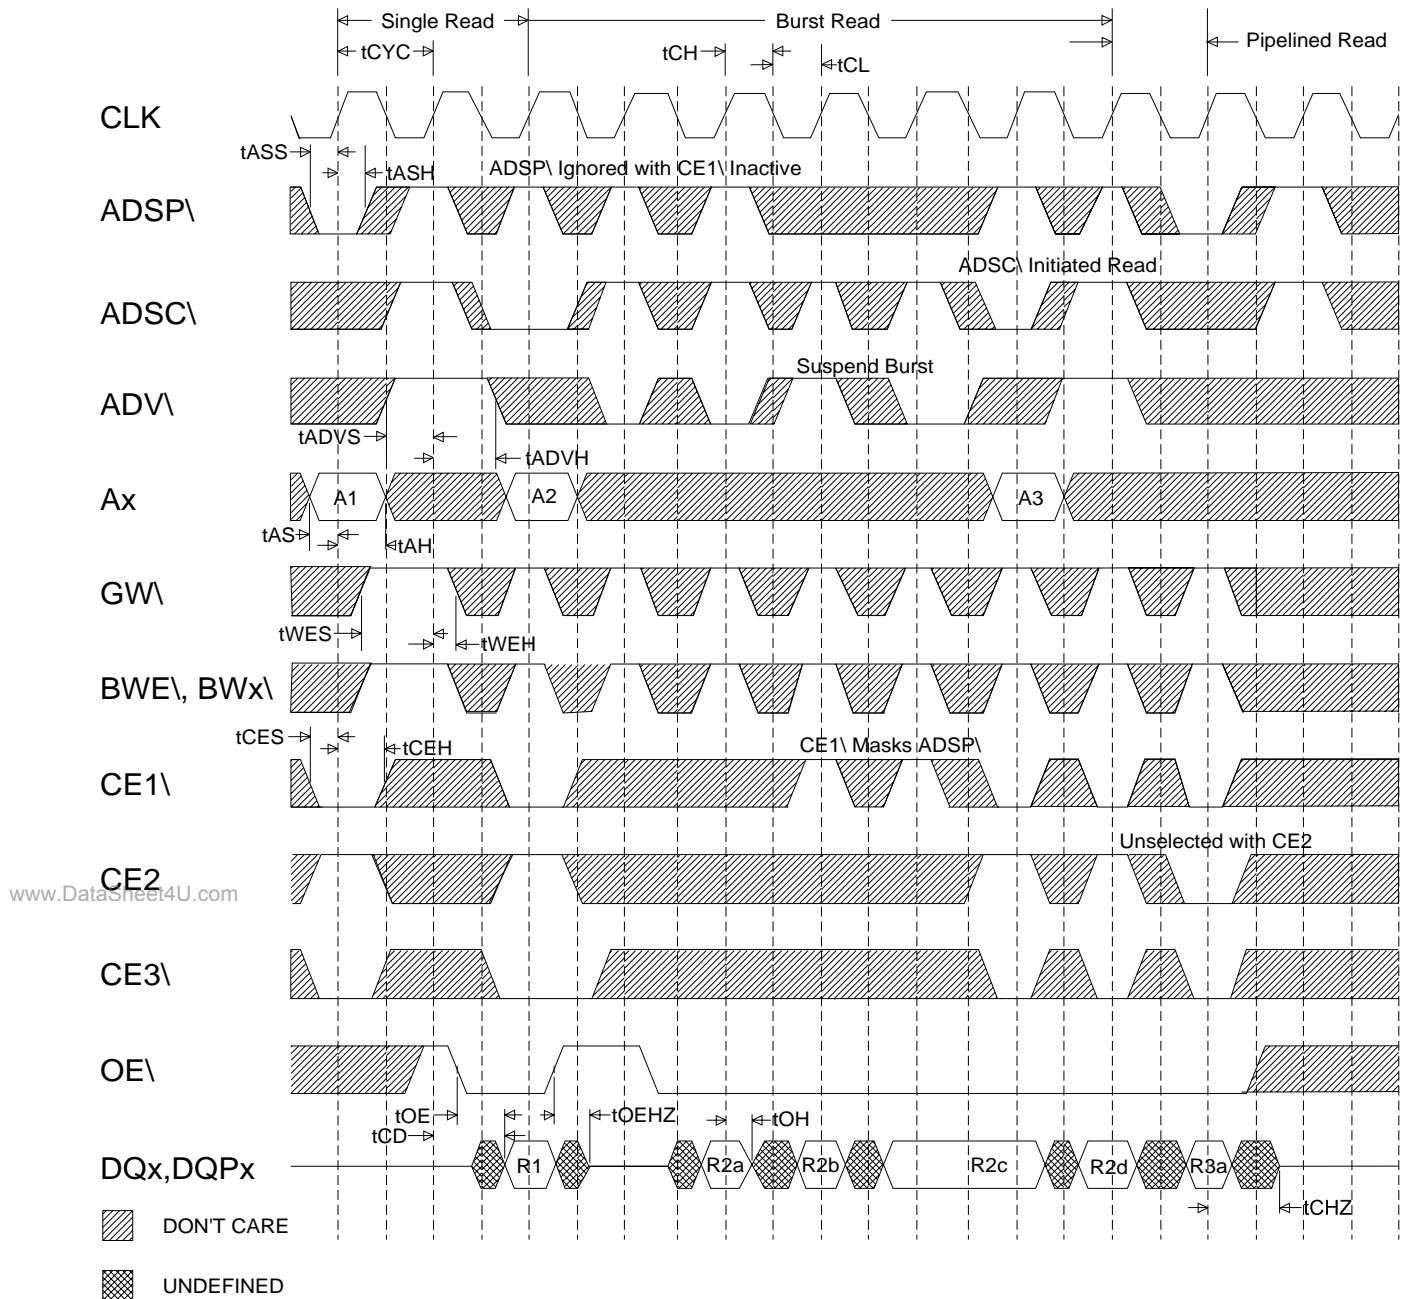 Single Read
Burst Read
tCYC
tCH
tCL
Pipelined Read
CLK
tASS
tASH
ADSP\ Ignored with CE1\ Inactive
ADSP\
ADSC\ Initiated Read
ADSC\
Suspend Burst
ADV\
tADVS
tADVH
Ax
A1
A2
A3
tAS
tAH
GW\
tWES
tWEH
BWE\, BWx\
tCES
tCEH
CE1\ Masks ADSP\
CE1\
Unselected with CE2
CE2
www.DataSheet4U.com
CE3\
OE\
tOE
tOEHZ
tOH
tCD
DQx,DQPx
R1
R2a
R2b
R2c
R2d
R3a
tCHZ
DON'T CARE
UNDEFINED